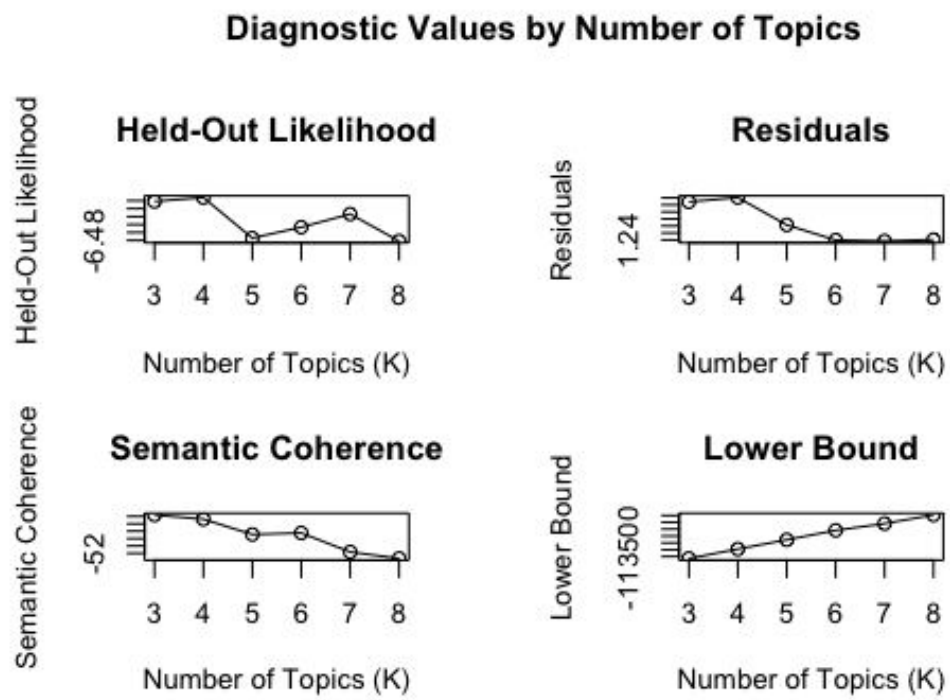 Diagnostic Values by Number of Topics
Held-Out Likelihood
Held-Out Likelihood
-6.48
3 4 5 6 7 8
Number of Topics (K)
Residuals
Residuals
1.24
3 4 5 6 7 8
Number of Topics (K)
Semantic Coherence
Semantic Coherence
-52
3 4 5 6 7 8
Number of Topics (K)
Lower Bound
Lower Bound
-113500
3 4 5 6 7 8
Number of Topics (K)